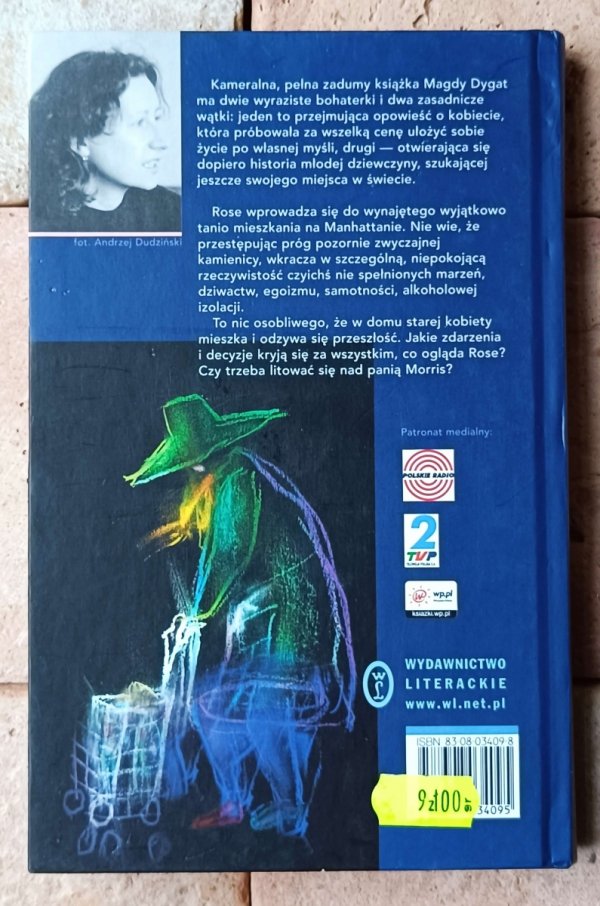 Kameralna, pełna zadumy książka Magdy Dygat
ma dwie wyraziste bohaterki i dwa zasadnicze
wątki: jeden to przejmująca opowieść o kobiecie,
która próbowała za wszelką cenę ułożyć sobie
życie po własnej myśli, drugi — otwierająca się
dopiero historia młodej dziewczyny, szukającej
jeszcze swojego miejsca w świecie.
fot. Andrzej Dudziński
Rose wprowadza się do wynajętego wyjątkowo
tanio mieszkania na Manhattanie. Nie wie, że
przestępując próg pozornie zwyczajnej
kamienicy, wkracza w szczególną, niepokojącą
rzeczywistość czyichś nie spełnionych marzeń,
dziwactw, egoizmu, samotności, alkoholowej
izolacji.
To nic osobliwego, że w domu starej kobiety
mieszka i odzywa się przeszłość. Jakie zdarzenia
i decyzje kryją się za wszystkim, co ogląda Rose?
Czy trzeba litować się nad panią Morris?
Patronat medialny:
POLSKIE RADIO
2
TVP
TELEWIZJA POLSKA S.A.
wp.pl
ksiazki.wp.pl
WYDAWNICTWO
LITERACKIE
www.wl.net.pl
ISBN 83-08-03409-8
9zł00gr
34095